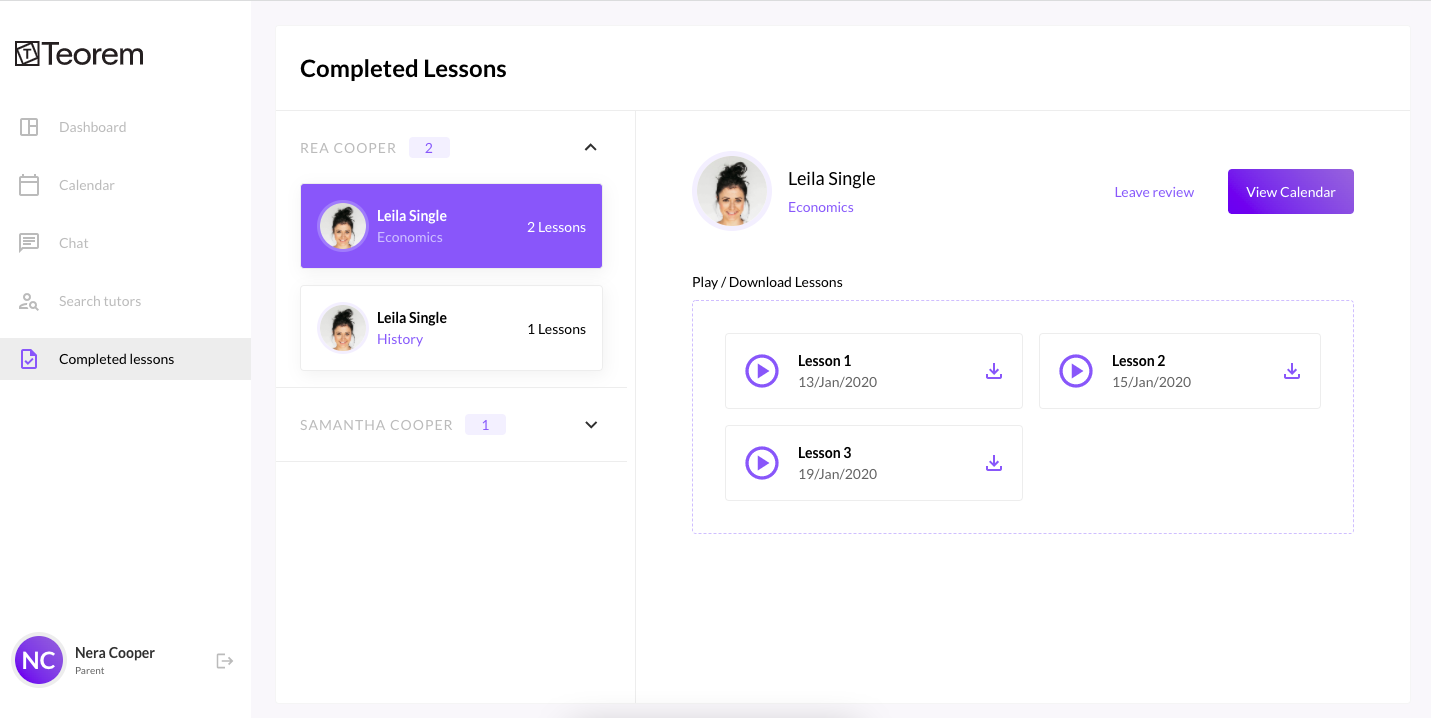 Teorem
Dashboard
Calendar
Chat
Search tutors
Completed lessons
NC
Nera Cooper
Parent
Completed Lessons
REA COOPER 2
Leila Single
Economics
2 Lessons
Leila Single
History
1 Lessons
SAMANTHA COOPER 1
Leila Single
Economics
Leave review
View Calendar
Play / Download Lessons
Lesson 1
13/Jan/2020
Lesson 2
15/Jan/2020
Lesson 3
19/Jan/2020